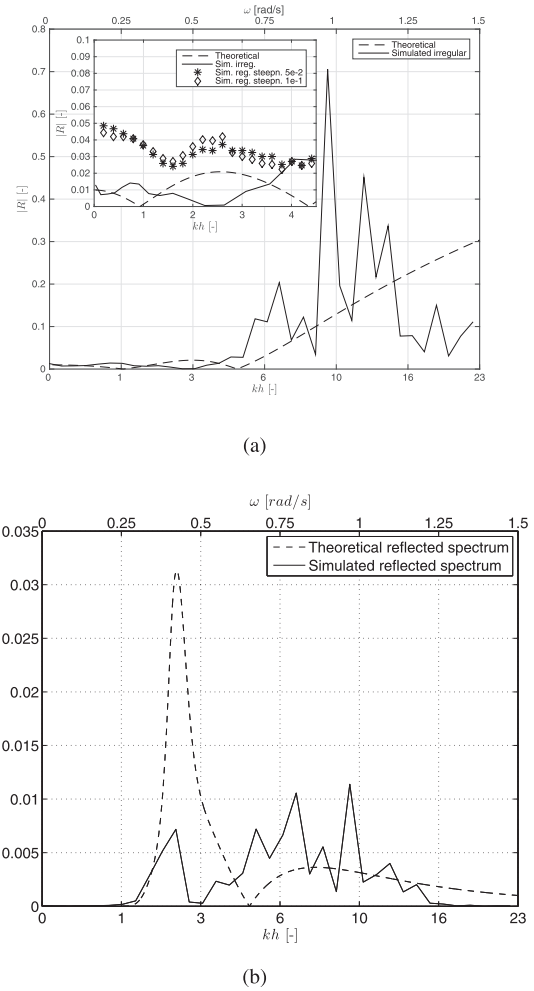 ω [rad/s]
0 0.25 0.5 0.75 1 1.25 1.5
0.8
0.7
0.6
0.5
0.4
0.3
0.2
0.1
0
|R| [-]
Theoretical
Simulated irregular
0.1
0.09
0.08
0.07
0.06
0.05
0.04
0.03
0.02
0.01
0
|R| [-]
Theoretical
Sim. irreg.
Sim. reg. steepn. 5e-2
Sim. reg. steepn. 1e-1
0 1 2 3 4
kh [-]
0 1 3 6 10 16 23
kh [-]
(a)
ω [rad/s]
0 0.25 0.5 0.75 1 1.25 1.5
0.035
0.03
0.025
0.02
0.015
0.01
0.005
0
Theoretical reflected spectrum
Simulated reflected spectrum
0 1 3 6 10 16 23
kh [-]
(b)